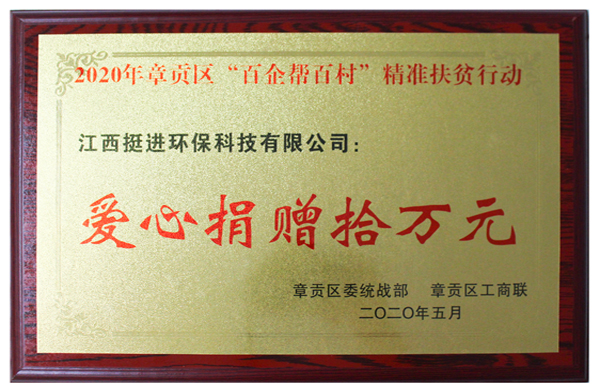 2020年章贡区“百企帮百村”精准扶贫行动
江西挺进环保科技有限公司：
爱心捐赠拾万元
章贡区委统战部 章贡区工商联
二〇二〇年五月